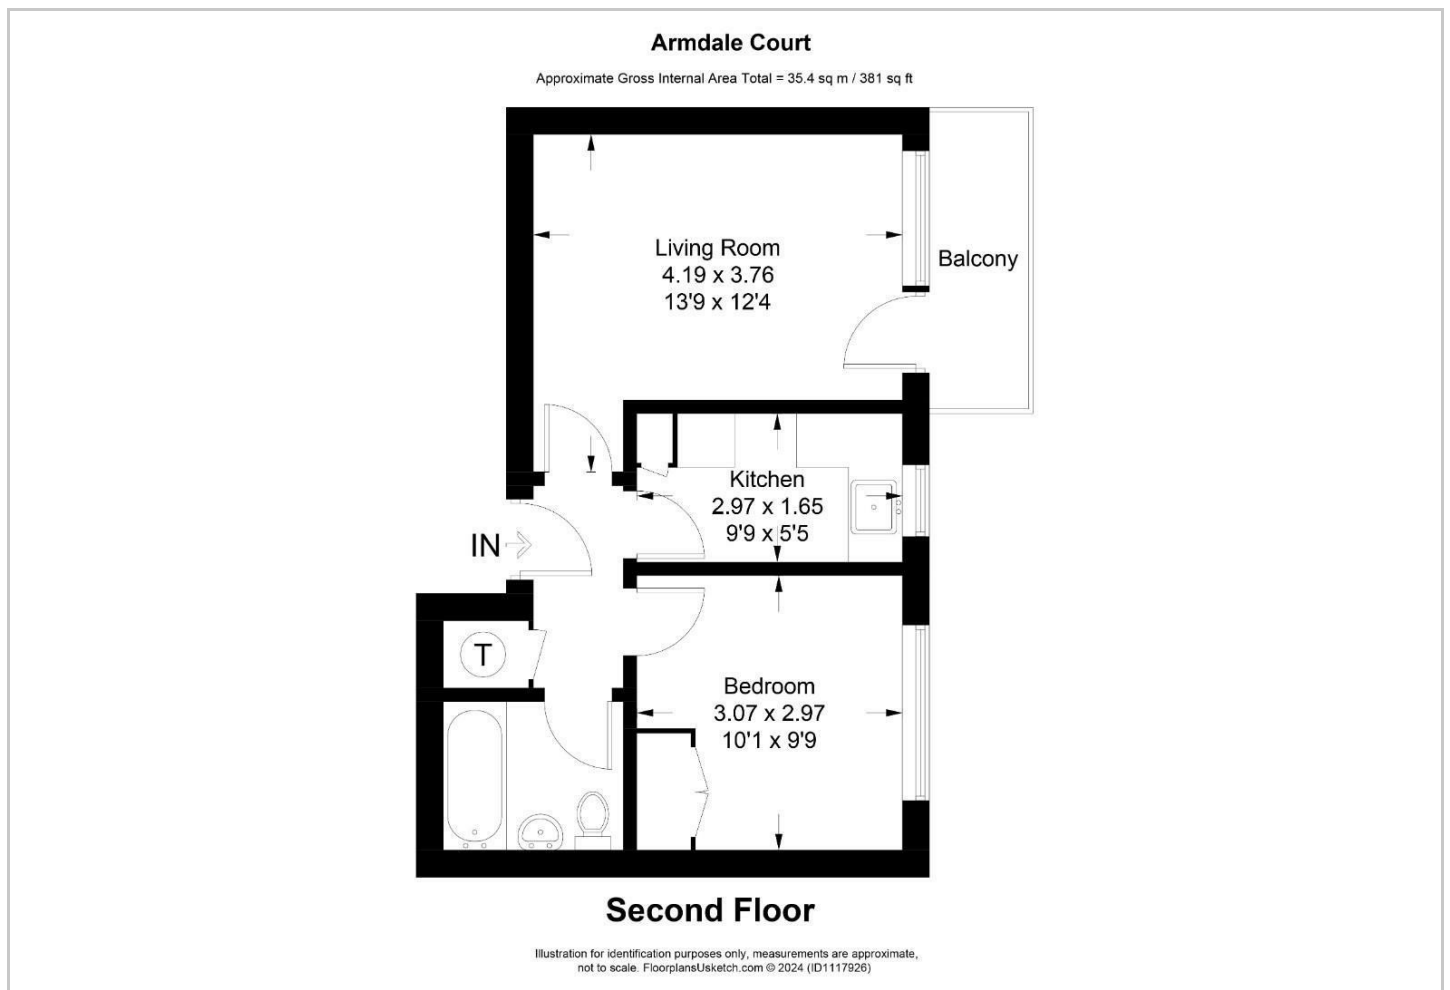 Armdale Court
Approximate Gross Internal Area Total = 35.4 sq m / 381 sq ft
Living Room
4.19 x 3.76
13'9 x 12'4
Balcony
Kitchen
2.97 x 1.65
9'9 x 5'5
IN
T
Bedroom
3.07 x 2.97
10'1 x 9'9
Second Floor
Illustration for identification purposes only, measurements are approximate,
not to scale. FloorplansUsketch.com © 2024 (ID1117926)